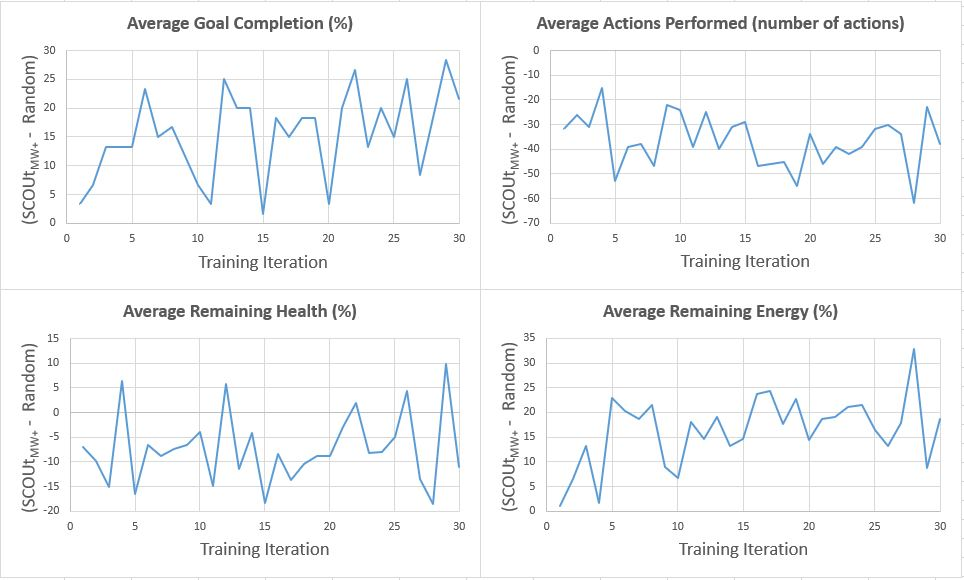 Average Goal Completion (%)
(SCOUtMW+ - Random)
30
25
20
15
10
5
0
0 5 10 15 20 25 30
Training Iteration
Average Actions Performed (number of actions)
(SCOUtMW+ - Random)
0
-10
-20
-30
-40
-50
-60
-70
0 5 10 15 20 25 30
Training Iteration
Average Remaining Health (%)
(SCOUtMW+ - Random)
15
10
5
0
-5
-10
-15
-20
0 5 10 15 20 25 30
Training Iteration
Average Remaining Energy (%)
(SCOUtMW+ - Random)
35
30
25
20
15
10
5
0
0 5 10 15 20 25 30
Training Iteration